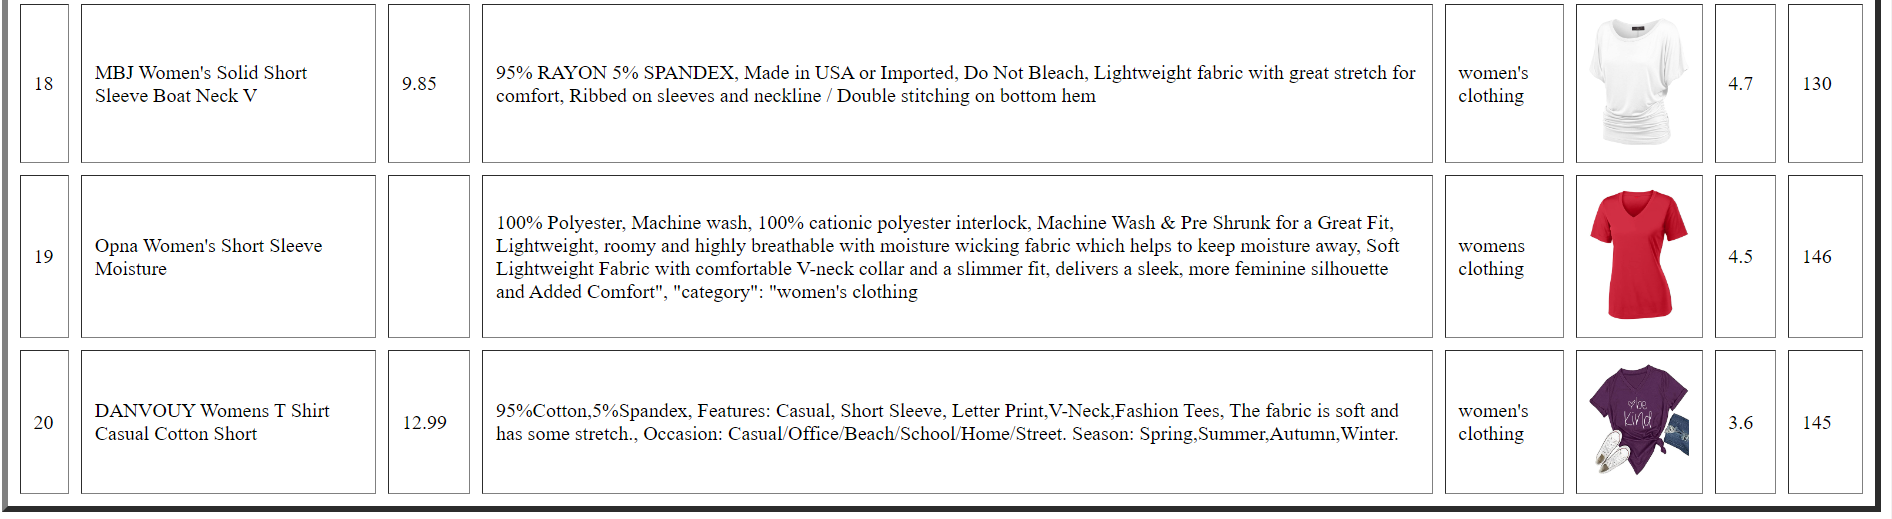 18
MBJ Women's Solid Short
Sleeve Boat Neck V
9.85
95% RAYON 5% SPANDEX, Made in USA or Imported, Do Not Bleach, Lightweight fabric with great stretch for
comfort, Ribbed on sleeves and neckline / Double stitching on bottom hem
women's
clothing
4.7
130
19
Opna Women's Short Sleeve
Moisture
100% Polyester, Machine wash, 100% cationic polyester interlock, Machine Wash & Pre Shrunk for a Great Fit,
Lightweight, roomy and highly breathable with moisture wicking fabric which helps to keep moisture away, Soft
Lightweight Fabric with comfortable V-neck collar and a slimmer fit, delivers a sleek, more feminine silhouette
and Added Comfort", "category": "women's clothing
womens
clothing
4.5
146
20
DANVOUY Womens T Shirt
Casual Cotton Short
12.99
95%Cotton,5%Spandex, Features: Casual, Short Sleeve, Letter Print,V-Neck,Fashion Tees, The fabric is soft and
has some stretch., Occasion: Casual/Office/Beach/School/Home/Street. Season: Spring,Summer,Autumn,Winter.
women's
clothing
be
kind
3.6
145